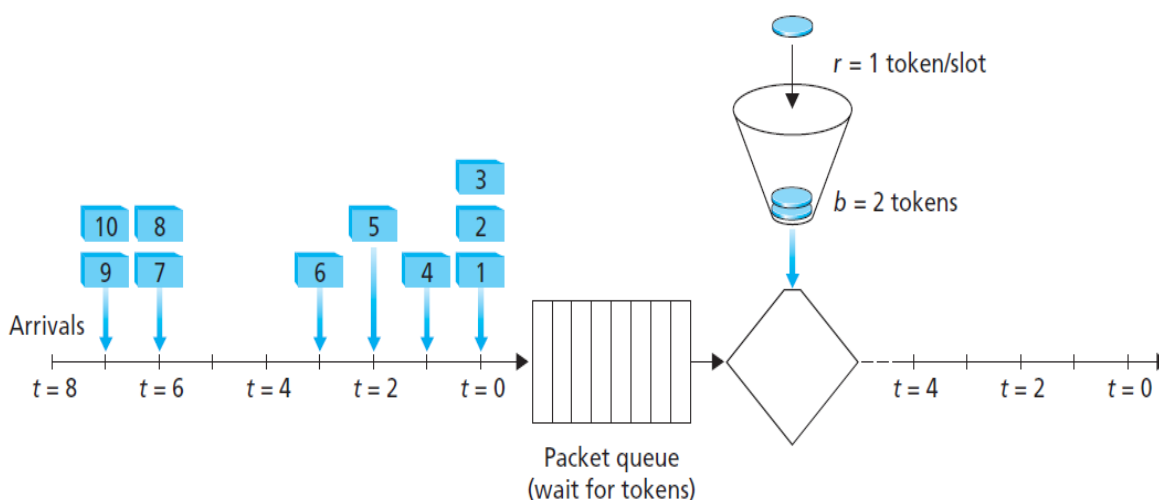 r = 1 token/slot
b = 2 tokens
3
10 8 5 2
9 7 6 4 1
Arrivals
t = 8 t = 6 t = 4 t = 2 t = 0
t = 4 t = 2 t = 0
Packet queue
(wait for tokens)